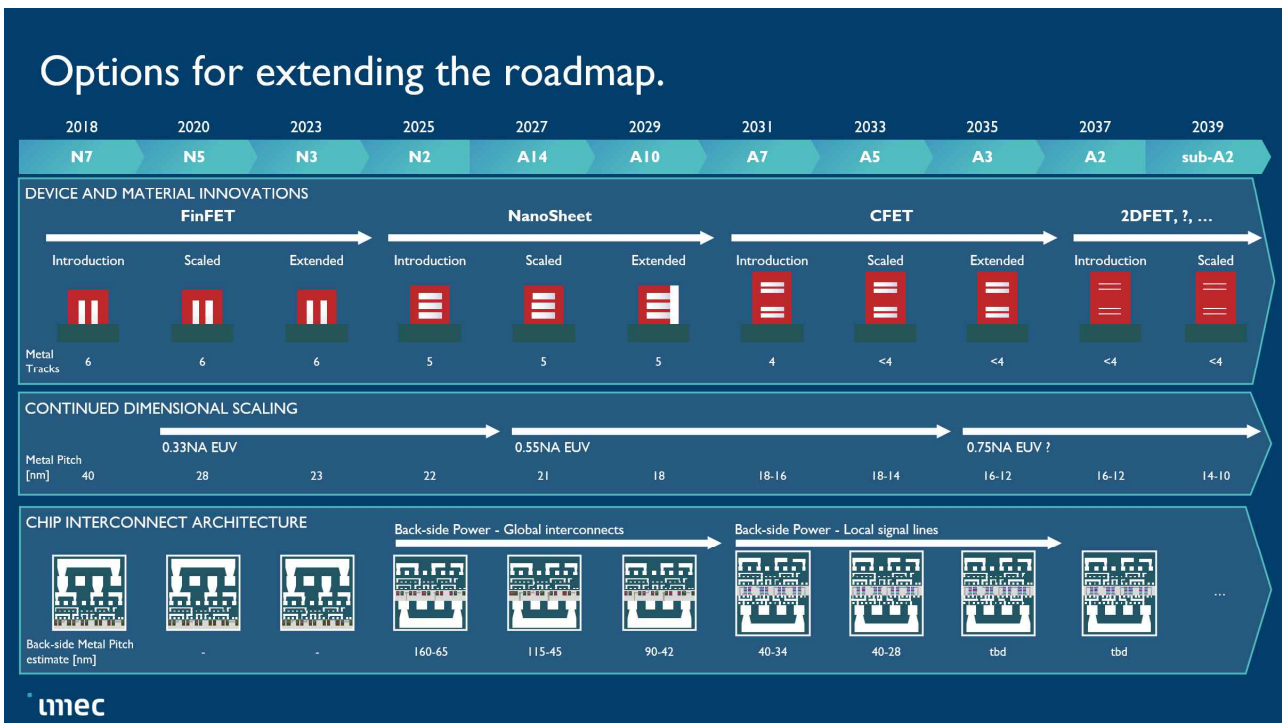 Options for extending the roadmap.
2018 2020 2023 2025 2027 2029 2031 2033 2035 2037 2039
N7 N5 N3 N2 A14 A10 A7 A5 A3 A2 sub-A2
DEVICE AND MATERIAL INNOVATIONS
FinFET NanoSheet CFET 2DFET, ?, ...
Introduction Scaled Extended Introduction Scaled Extended Introduction Scaled Extended Introduction Scaled
Metal
Tracks 6 6 6 5 5 5 4 <4 <4 <4 <4
CONTINUED DIMENSIONAL SCALING
0.33NA EUV 0.55NA EUV 0.75NA EUV ?
Metal Pitch
[nm] 40 28 23 22 21 18 18-16 18-14 16-12 16-12 14-10
CHIP INTERCONNECT ARCHITECTURE
Back-side Power - Global interconnects Back-side Power - Local signal lines
...
Back-side Metal Pitch
estimate [nm] - - 160-65 115-45 90-42 40-34 40-28 tbd tbd
imec